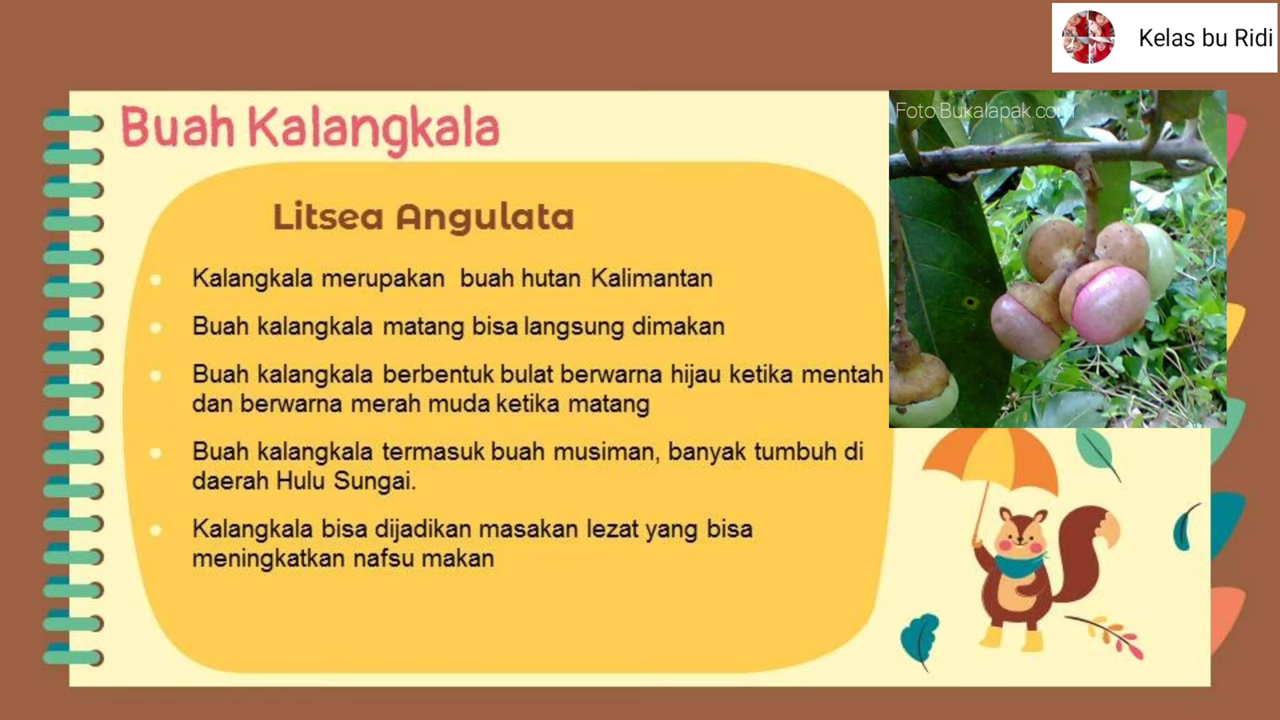 Kelas bu Ridi
Buah Kalangkala
Foto Bukalapak.com
Litsea Angulata
Kalangkala merupakan buah hutan Kalimantan
Buah kalangkala matang bisa langsung dimakan
Buah kalangkala berbentuk bulat berwarna hijau ketika mentah
dan berwarna merah muda ketika matang
Buah kalangkala termasuk buah musiman, banyak tumbuh di
daerah Hulu Sungai.
Kalangkala bisa dijadikan masakan lezat yang bisa
meningkatkan nafsu makan